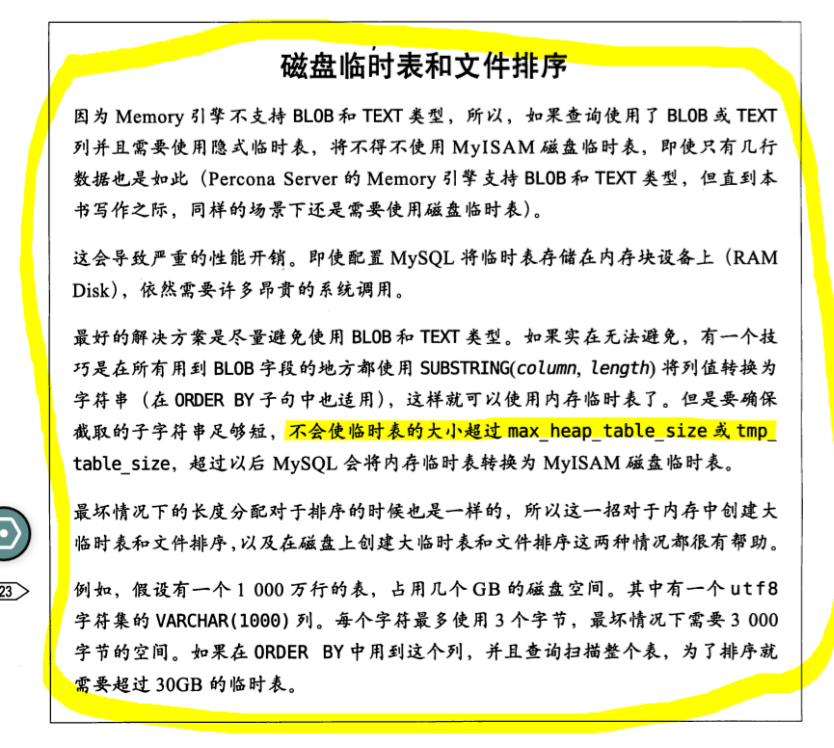 磁盘临时表和文件排序
因为 Memory 引擎不支持 BLOB 和 TEXT 类型，所以，如果查询使用了 BLOB 或 TEXT
列并且需要使用隐式临时表，将不得不使用 MyISAM 磁盘临时表，即使只有几行
数据也是如此（Percona Server 的 Memory 引擎支持 BLOB 和 TEXT 类型，但直到本
书写作之际，同样的场景下还是需要使用磁盘临时表）。
这会导致严重的性能开销。即使配置 MySQL 将临时表存储在内存块设备上（RAM
Disk），依然需要许多昂贵的系统调用。
最好的解决方案是尽量避免使用 BLOB 和 TEXT 类型。如果实在无法避免，有一个技
巧是在所有用到 BLOB 字段的地方都使用 SUBSTRING(column, length) 将列值转换为
字符串（在 ORDER BY 子句中也适用），这样就可以使用内存临时表了。但是要确保
截取的子字符串足够短，不会使临时表的大小超过 max_heap_table_size 或 tmp_
table_size，超过以后 MySQL 会将内存临时表转换为 MyISAM 磁盘临时表。
最坏情况下的长度分配对于排序的时候也是一样的，所以这一招对于内存中创建大
临时表和文件排序，以及在磁盘上创建大临时表和文件排序这两种情况都很有帮助。
23
例如，假设有一个 1 000 万行的表，占用几个 GB 的磁盘空间。其中有一个 utf8
字符集的 VARCHAR(1000) 列。每个字符最多使用 3 个字节，最坏情况下需要 3 000
字节的空间。如果在 ORDER BY 中用到这个列，并且查询扫描整个表，为了排序就
需要超过 30GB 的临时表。